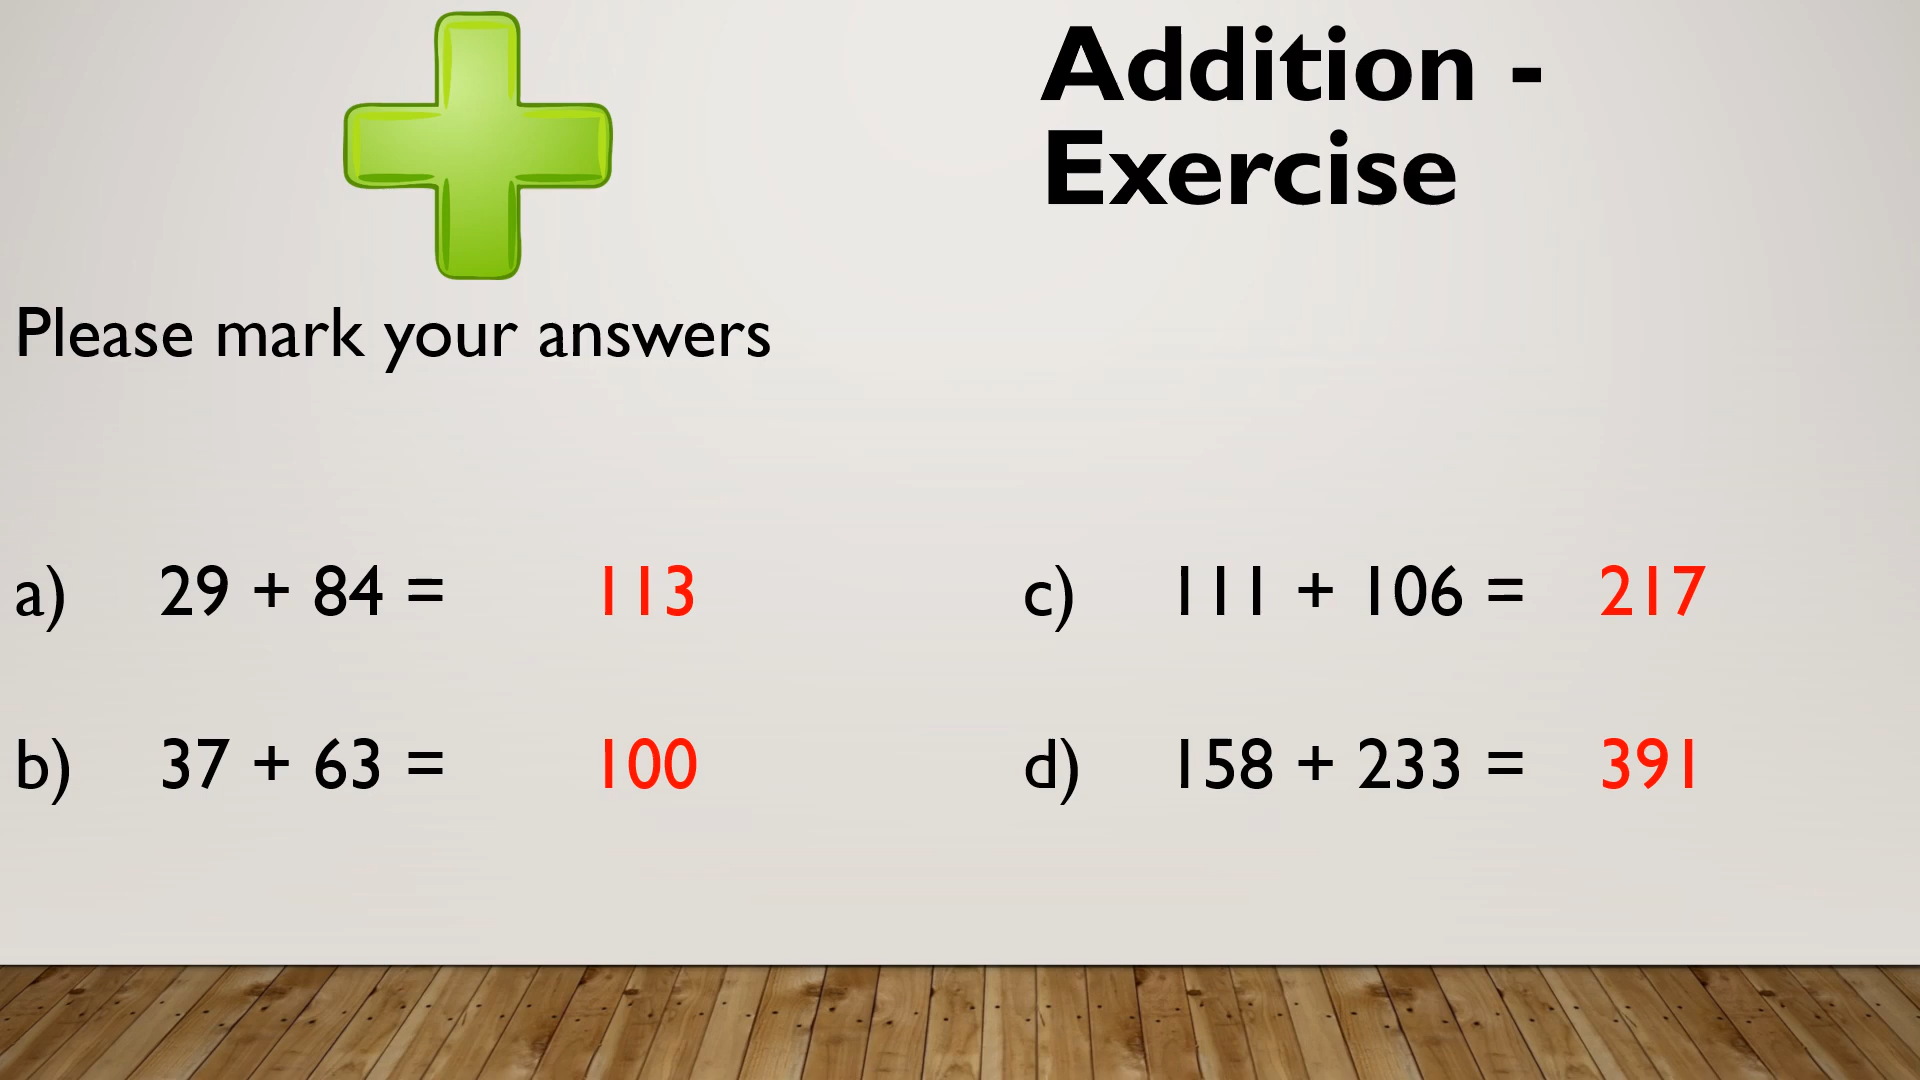 Addition -
Exercise
Please mark your answers
a) 29 + 84 = 113
c) 111 + 106 = 217
b) 37 + 63 = 100
d) 158 + 233 = 391